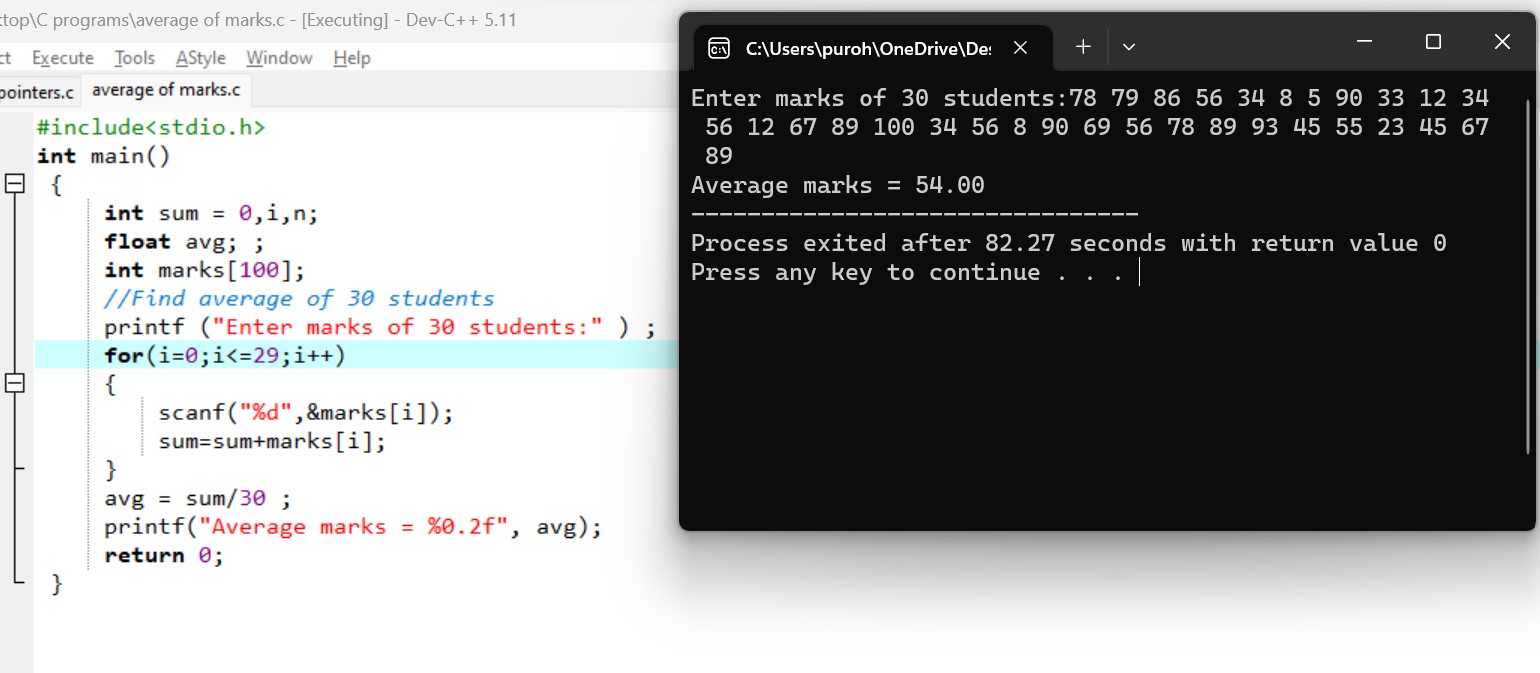 ktop\C programs\average of marks.c - [Executing] - Dev-C++ 5.11
ct Execute Tools AStyle Window Help
pointers.c average of marks.c
#include<stdio.h>
int main()
{
int sum = 0,i,n;
float avg; ;
int marks[100];
//Find average of 30 students
printf ("Enter marks of 30 students:" ) ;
for(i=0;i<=29;i++)
{
scanf("%d",&marks[i]);
sum=sum+marks[i];
}
avg = sum/30 ;
printf("Average marks = %0.2f", avg);
return 0;
}
C:\Users\puroh\OneDrive\De:
Enter marks of 30 students:78 79 86 56 34 8 5 90 33 12 34
56 12 67 89 100 34 56 8 90 69 56 78 89 93 45 55 23 45 67
89
Average marks = 54.00
--------------------------------
Process exited after 82.27 seconds with return value 0
Press any key to continue . . .